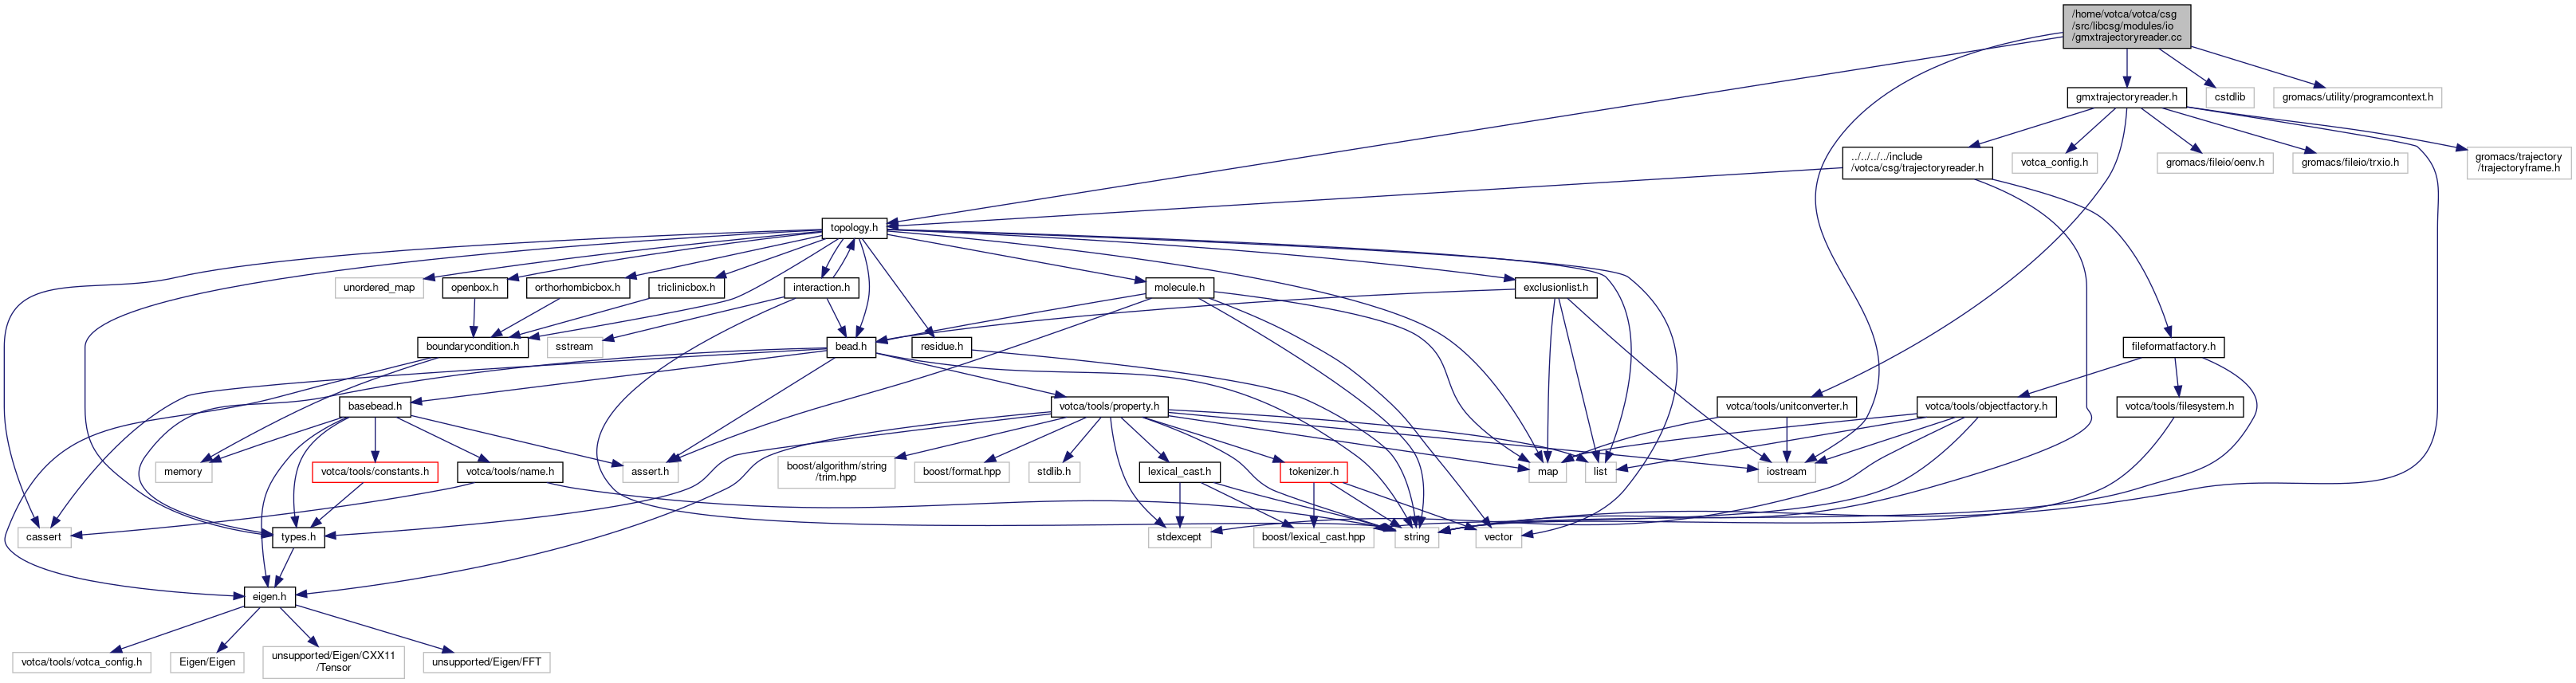 /home/votca/votca/csg
/src/libcsg/modules/io
/gmxtrajectoryreader.cc
gmxtrajectoryreader.h
cstdlib
gromacs/utility/programcontext.h
../../../../include
/votca/csg/trajectoryreader.h
votca_config.h
gromacs/fileio/oenv.h
gromacs/fileio/trxio.h
gromacs/trajectory
/trajectoryframe.h
topology.h
unordered_map
openbox.h
orthorhombicbox.h
triclinicbox.h
interaction.h
molecule.h
exclusionlist.h
boundarycondition.h
sstream
bead.h
residue.h
fileformatfactory.h
basebead.h
votca/tools/property.h
votca/tools/unitconverter.h
votca/tools/objectfactory.h
votca/tools/filesystem.h
memory
votca/tools/constants.h
votca/tools/name.h
assert.h
boost/algorithm/string
/trim.hpp
boost/format.hpp
stdlib.h
lexical_cast.h
tokenizer.h
map
list
iostream
cassert
types.h
stdexcept
boost/lexical_cast.hpp
string
vector
eigen.h
votca/tools/votca_config.h
Eigen/Eigen
unsupported/Eigen/CXX11
/Tensor
unsupported/Eigen/FFT